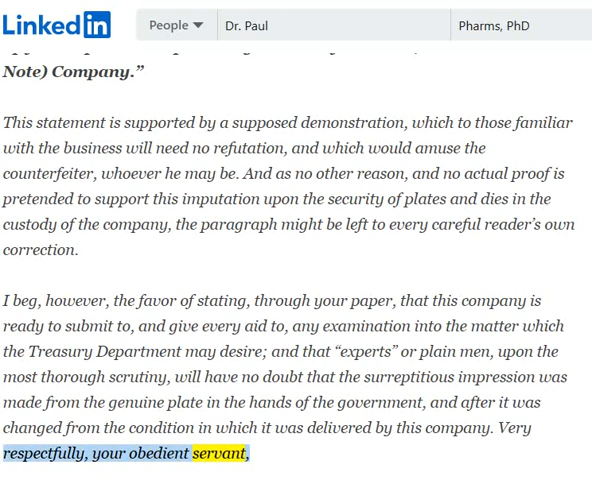 LinkedIn People Dr. Paul Pharms, PhD
Note) Company.”
This statement is supported by a supposed demonstration, which to those familiar
with the business will need no refutation, and which would amuse the
counterfeiter, whoever he may be. And as no other reason, and no actual proof is
pretended to support this imputation upon the security of plates and dies in the
custody of the company, the paragraph might be left to every careful reader’s own
correction.
I beg, however, the favor of stating, through your paper, that this company is
ready to submit to, and give every aid to, any examination into the matter which
the Treasury Department may desire; and that “experts” or plain men, upon the
most thorough scrutiny, will have no doubt that the surreptitious impression was
made from the genuine plate in the hands of the government, and after it was
changed from the condition in which it was delivered by this company. Very
respectfully, your obedient servant,